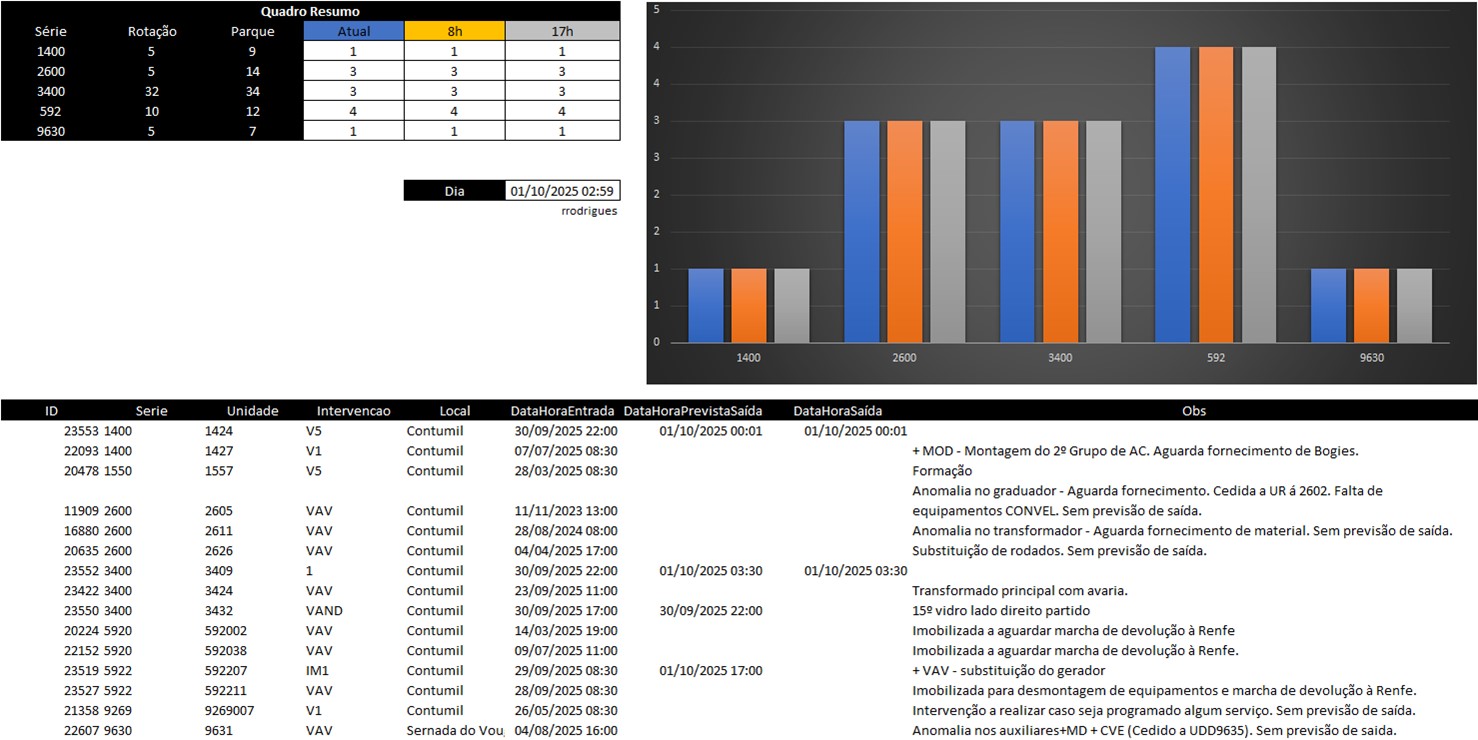 Quadro Resumo
Série Rotação Parque Atual 8h 17h
1400 5 9 1 1 1
2600 5 14 3 3 3
3400 32 34 3 3 3
592 10 12 4 4 4
9630 5 7 1 1 1
Dia 01/10/2025 02:59
rrodrigues
5
4
4
3
3
2
2
1
1
0
1400 2600 3400 592 9630
ID Serie Unidade Intervencao Local DataHoraEntrada DataHoraPrevistaSaída DataHoraSaída Obs
23553 1400 1424 V5 Contumil 30/09/2025 22:00 01/10/2025 00:01 01/10/2025 00:01
22093 1400 1427 V1 Contumil 07/07/2025 08:30 + MOD - Montagem do 2º Grupo de AC. Aguarda fornecimento de Bogies.
20478 1550 1557 V5 Contumil 28/03/2025 08:30 Formação
Anomalia no graduador - Aguarda fornecimento. Cedida a UR á 2602. Falta de
11909 2600 2605 VAV Contumil 11/11/2023 13:00 equipamentos CONVEL. Sem previsão de saída.
16880 2600 2611 VAV Contumil 28/08/2024 08:00 Anomalia no transformador - Aguarda fornecimento de material. Sem previsão de saída.
20635 2600 2626 VAV Contumil 04/04/2025 17:00 Substituição de rodados. Sem previsão de saída.
23552 3400 3409 1 Contumil 30/09/2025 22:00 01/10/2025 03:30 01/10/2025 03:30
23422 3400 3424 VAV Contumil 23/09/2025 11:00 Transformado principal com avaria.
23550 3400 3432 VAND Contumil 30/09/2025 17:00 30/09/2025 22:00 15º vidro lado direito partido
20224 5920 592002 VAV Contumil 14/03/2025 19:00 Imobilizada a aguardar marcha de devolução à Renfe
22152 5920 592038 VAV Contumil 09/07/2025 11:00 Imobilizada a aguardar marcha de devolução à Renfe.
23519 5922 592207 IM1 Contumil 29/09/2025 08:30 01/10/2025 17:00 + VAV - substituição do gerador
23527 5922 592211 VAV Contumil 28/09/2025 08:30 Imobilizada para desmontagem de equipamentos e marcha de devolução à Renfe.
21358 9269 9269007 V1 Contumil 26/05/2025 08:30 Intervenção a realizar caso seja programado algum serviço. Sem previsão de saída.
22607 9630 9631 VAV Sernada do Vou 04/08/2025 16:00 Anomalia nos auxiliares+MD + CVE (Cedido a UDD9635). Sem previsão de saida.